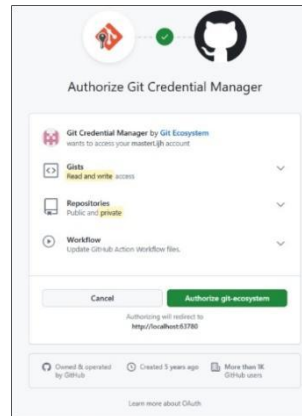 Authorize Git Credential Manager
Git Credential Manager by Git Ecosystem
wants to access your mastert.jjh account
Gists
Read and write access
Repositories
Public and private
Workflow
Update GitHub Action Workflow files.
Cancel
Authorize git-ecosystem
Authorizing will redirect to
http://localhost:63780
Owned & operated by GitHub
Created 5 years ago
More than 1K GitHub users
Learn more about OAuth